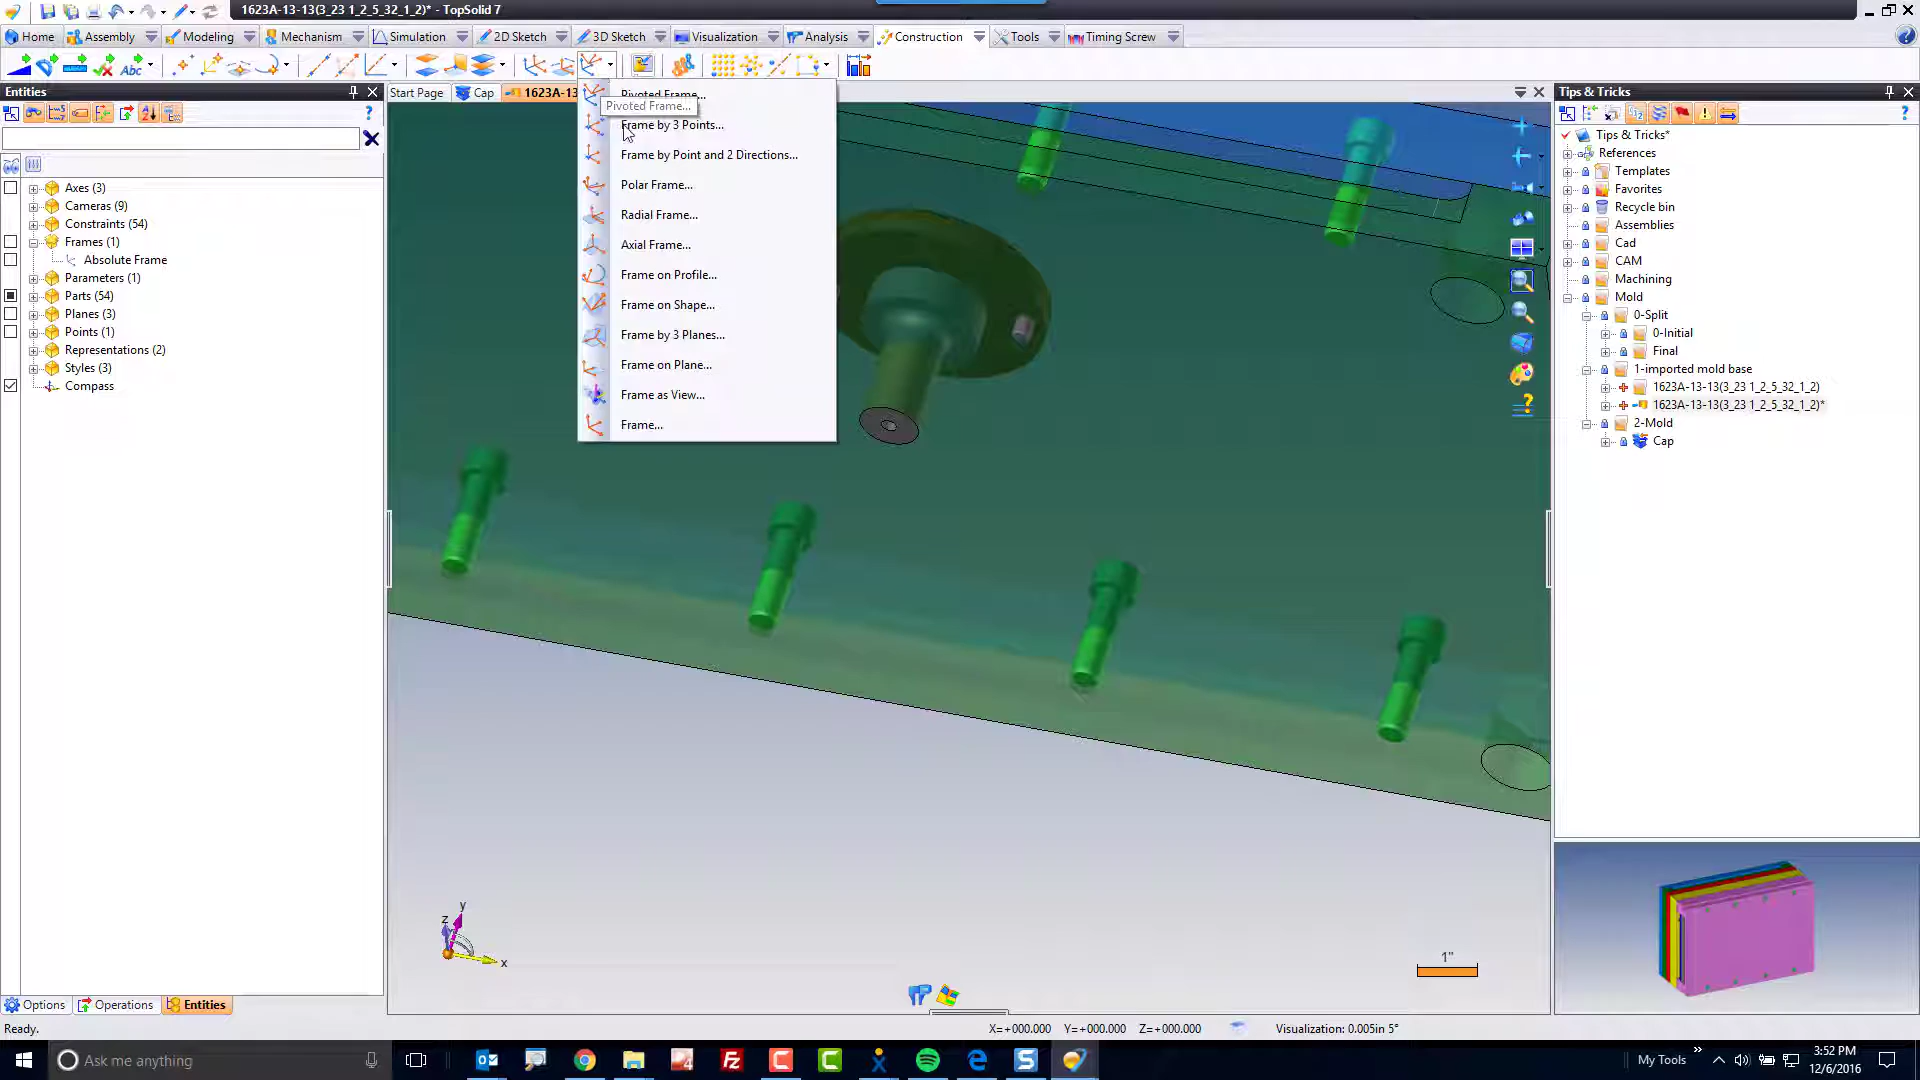 1623A-13-13(3_23 1_2_5_32_1_2)* - TopSolid 7
Home Assembly Modeling Mechanism Simulation 2D Sketch 3D Sketch Visualization Analysis Construction Tools Timing Screw
Abc
Entities
Start Page Cap 1623A-13
Tips & Tricks
Pivoted Frame...
Pivoted Frame...
Frame by 3 Points...
Frame by Point and 2 Directions...
Polar Frame...
Radial Frame...
Axial Frame...
Frame on Profile...
Frame on Shape...
Frame by 3 Planes...
Frame on Plane...
Frame as View...
Frame...
Axes (3)
Cameras (9)
Constraints (54)
Frames (1)
Absolute Frame
Parameters (1)
Parts (54)
Planes (3)
Points (1)
Representations (2)
Styles (3)
Compass
Tips & Tricks*
References
Templates
Favorites
Recycle bin
Assemblies
Cad
CAM
Machining
Mold
0-Split
0-Initial
Final
1-imported mold base
1623A-13-13(3_23 1_2_5_32_1_2)
1623A-13-13(3_23 1_2_5_32_1_2)*
2-Mold
Cap
y
z
x
1"
Options Operations Entities
Ready.
X=+000.000 Y=+000.000 Z=+000.000 Visualization: 0.005in 5°
Ask me anything
My Tools
3:52 PM
12/6/2016